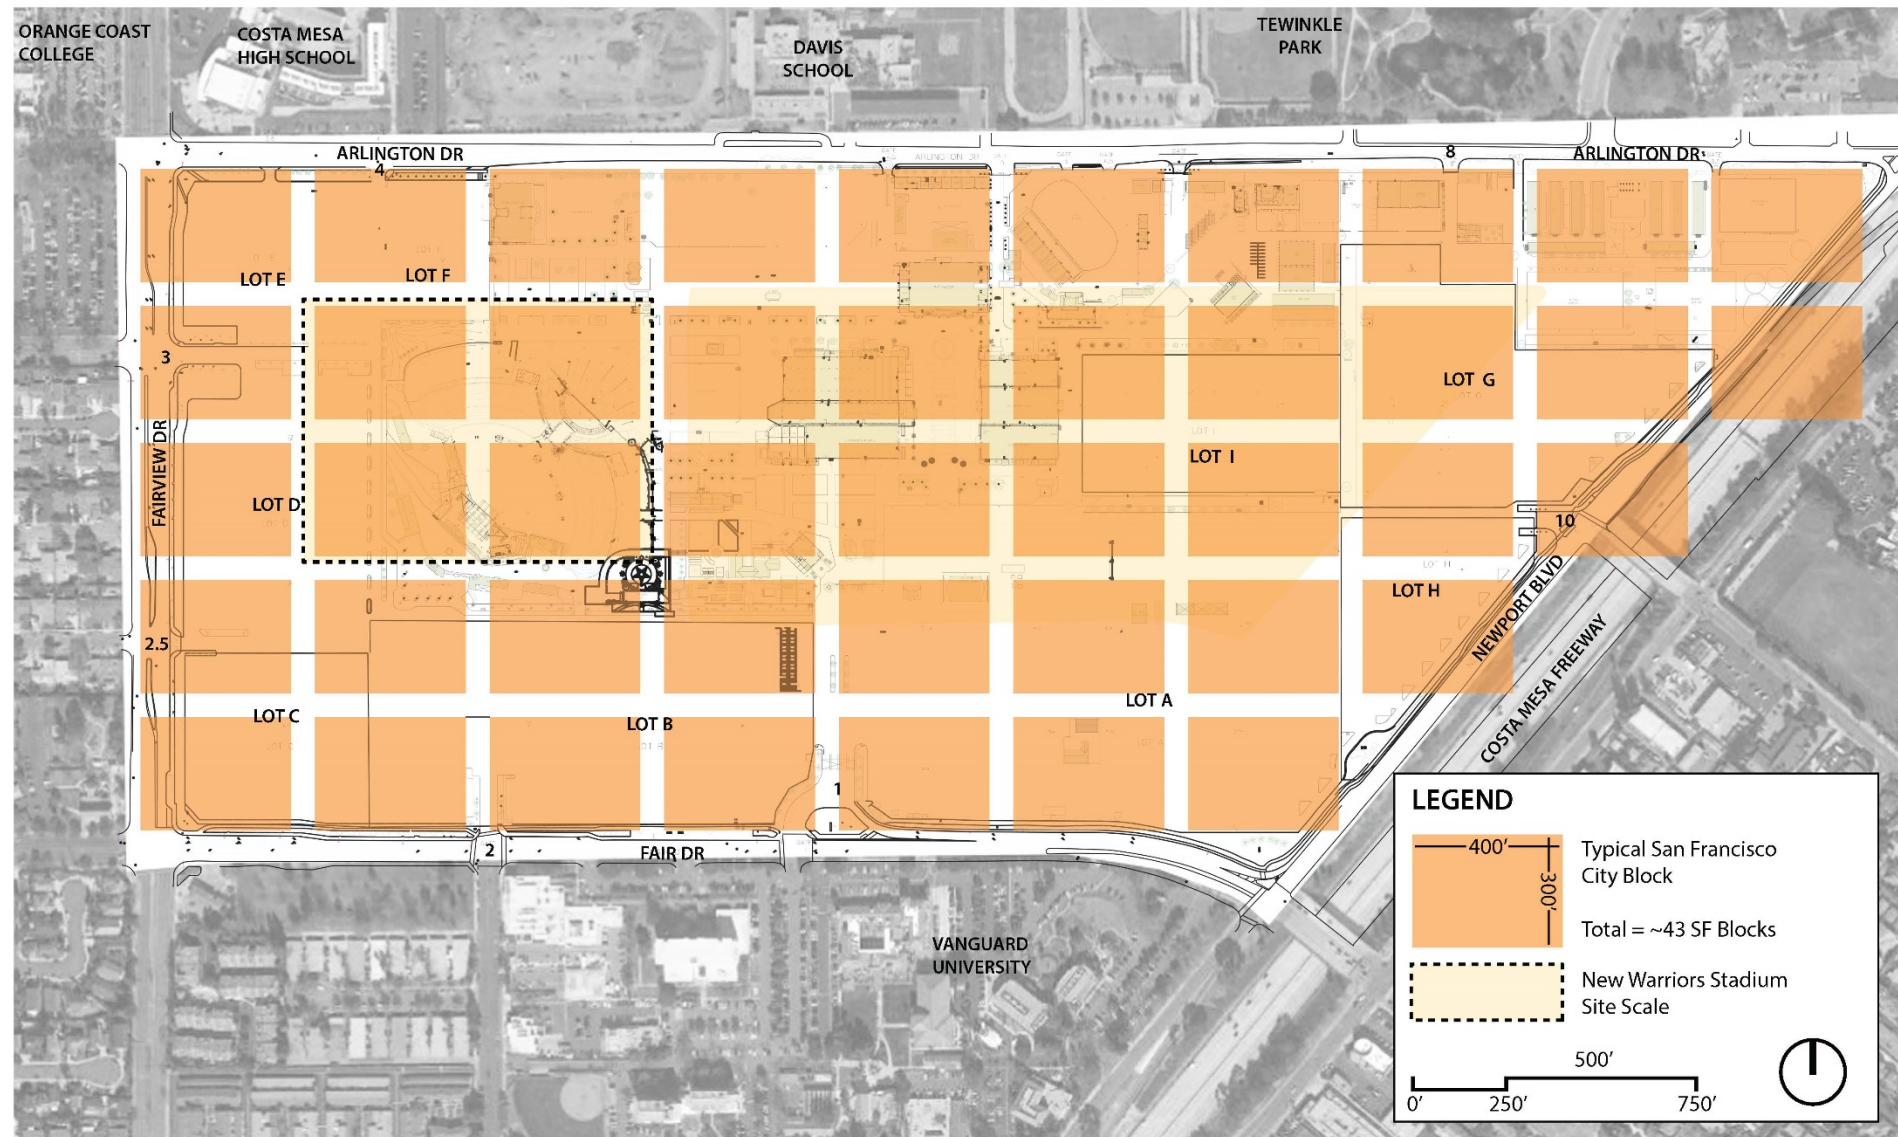 ORANGE COAST
COLLEGE
COSTA MESA
HIGH SCHOOL
DAVIS
SCHOOL
TEWINKLE
PARK
ARLINGTON DR
4
ARLINGTON DR
8
ARLINGTON DR
LOT E
LOT F
3
LOT G
FAIRVIEW DR
LOT D
LOT I
10
LOT H
NEWPORT BLVD
COSTA MESA FREEWAY
2.5
LOT C
LOT B
LOT A
1
2
FAIR DR
VANGUARD
UNIVERSITY
LEGEND
400'
300'
Typical San Francisco
City Block
Total = ~43 SF Blocks
New Warriors Stadium
Site Scale
500'
0'
250'
750'